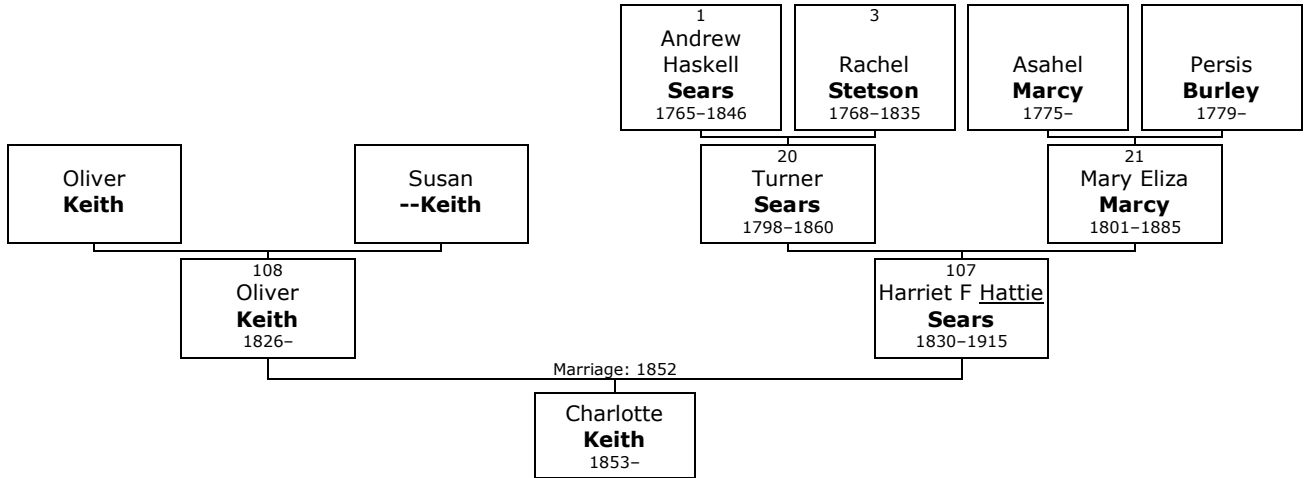 1
Andrew
Haskell
Sears
1765–1846
3
Rachel
Stetson
1768–1835
Asahel
Marcy
1775–
Persis
Burley
1779–
Oliver
Keith
Susan
--Keith
20
Turner
Sears
1798–1860
21
Mary Eliza
Marcy
1801–1885
108
Oliver
Keith
1826–
107
Harriet F Hattie
Sears
1830–1915
Marriage: 1852
Charlotte
Keith
1853–